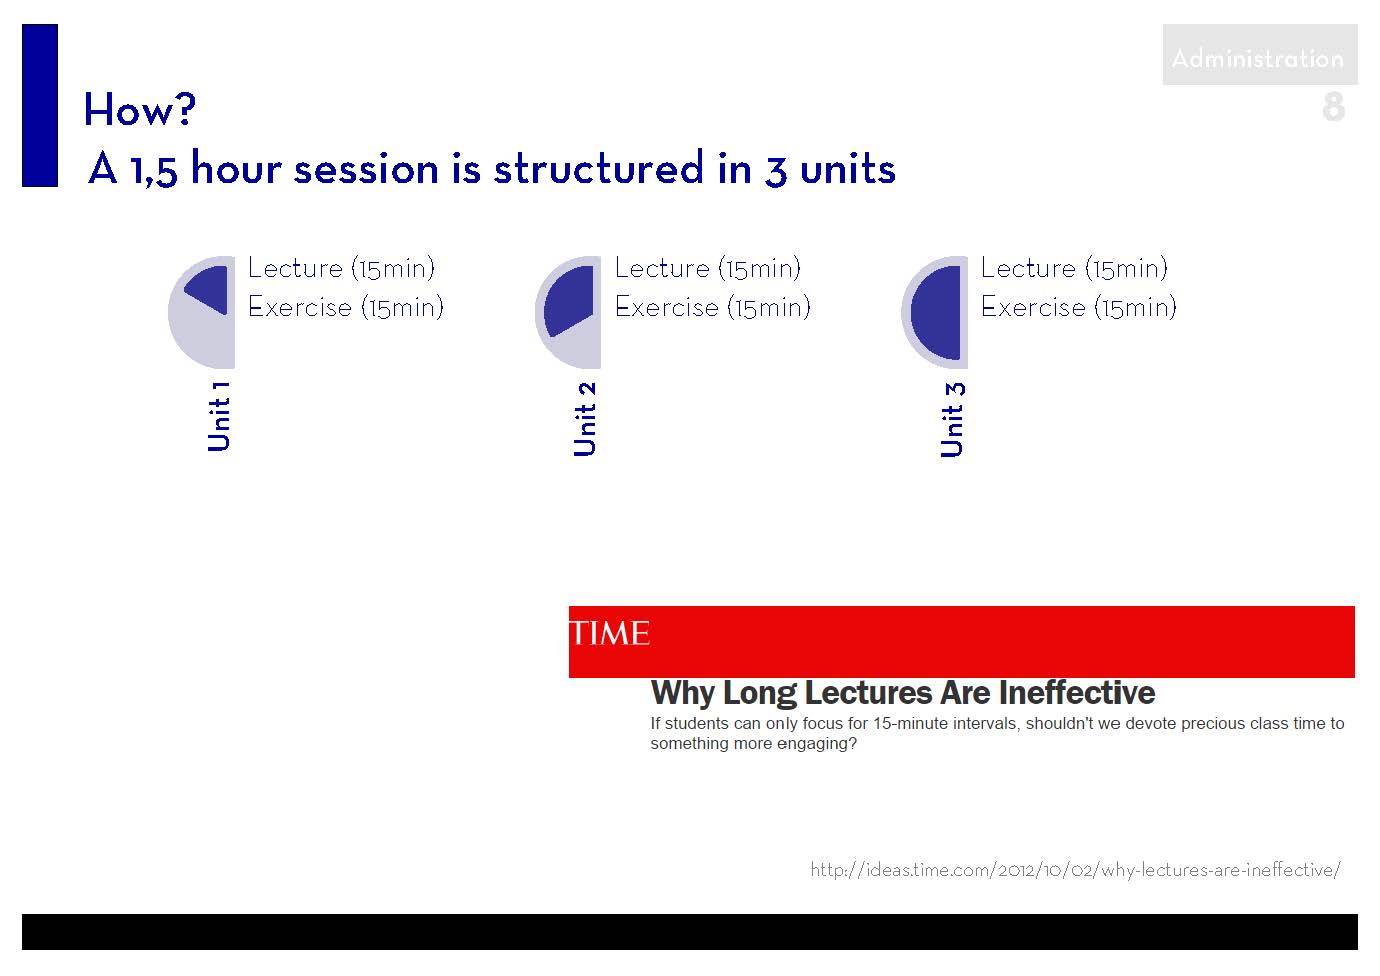 Administration
8
How?
A 1,5 hour session is structured in 3 units
Lecture (15min)
Exercise (15min)
Unit 1
Lecture (15min)
Exercise (15min)
Unit 2
Lecture (15min)
Exercise (15min)
Unit 3
TIME
Why Long Lectures Are Ineffective
If students can only focus for 15-minute intervals, shouldn't we devote precious class time to
something more engaging?
http://ideas.time.com/2012/10/02/why-lectures-are-ineffective/